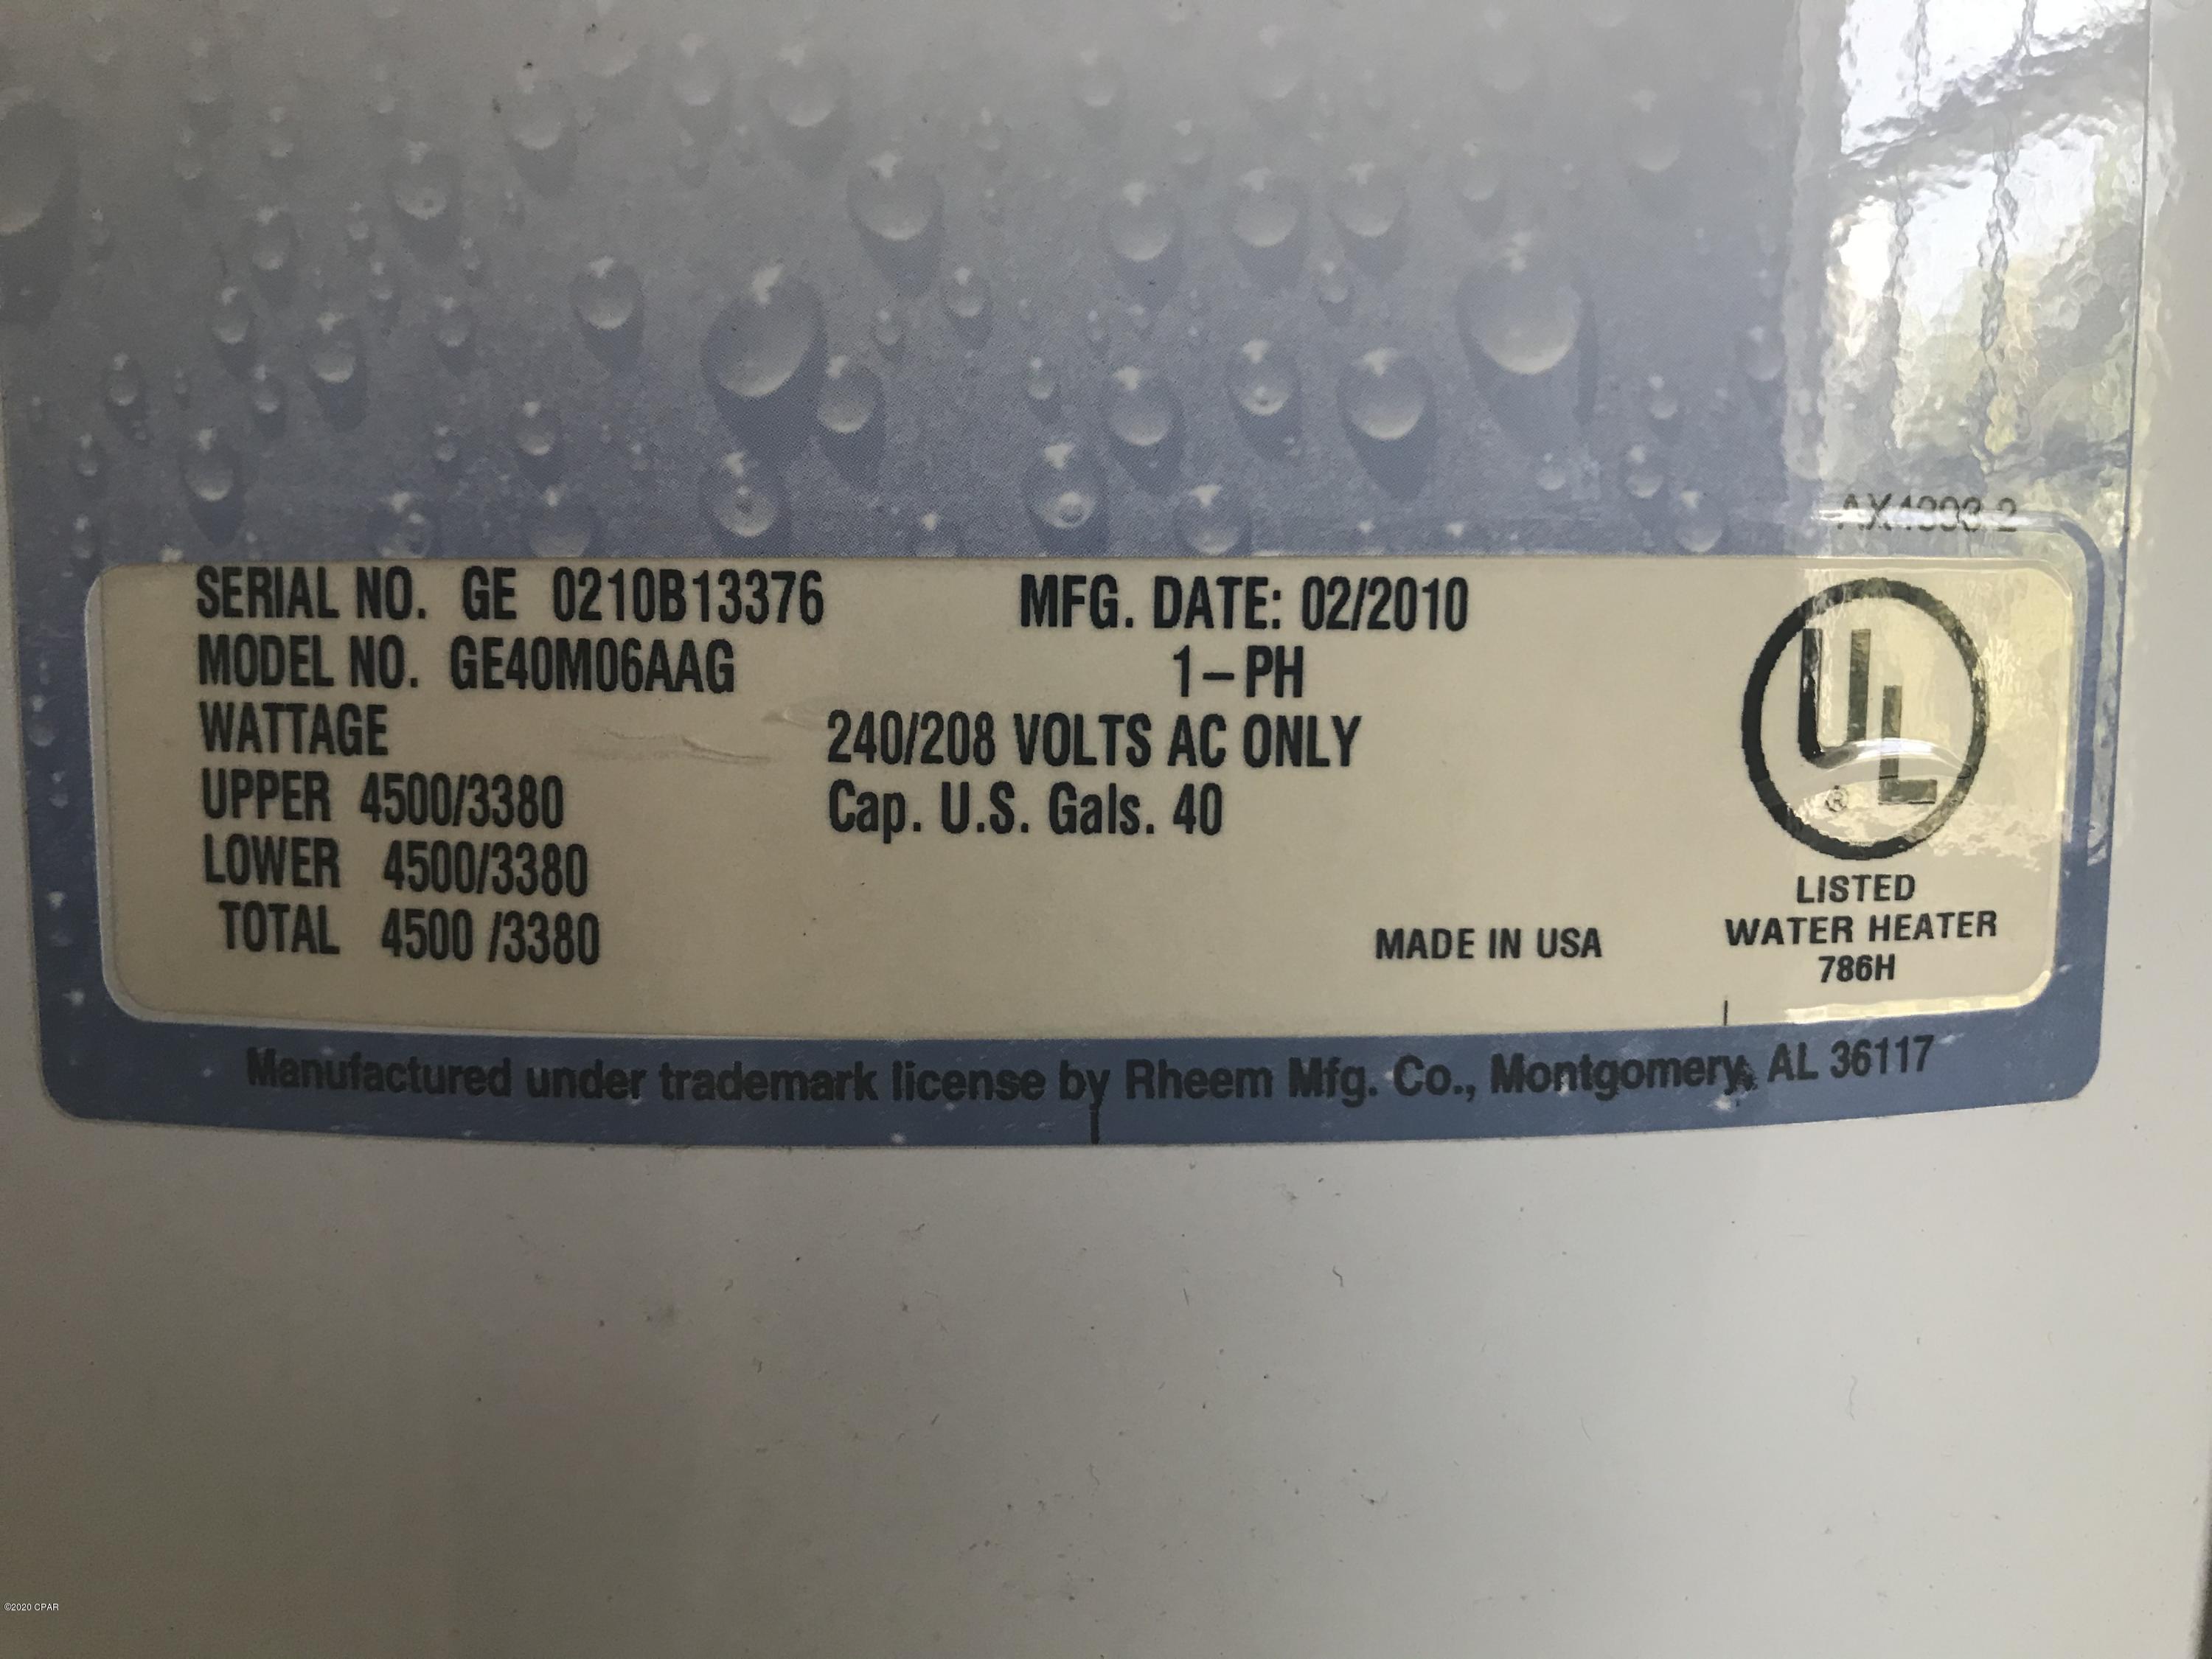 SERIAL NO. GE 0210B13376 MFG. DATE: 02/2010
MODEL NO. GE40M06AAG 1-PH
WATTAGE 240/208 VOLTS AC ONLY
UPPER 4500/3380 Cap. U.S. Gals. 40
LOWER 4500/3380
TOTAL 4500 /3380
MADE IN USA
UL
®
LISTED
WATER HEATER
786H
Manufactured under trademark license by Rheem Mfg. Co., Montgomery, AL 36117
©2020 CPAR